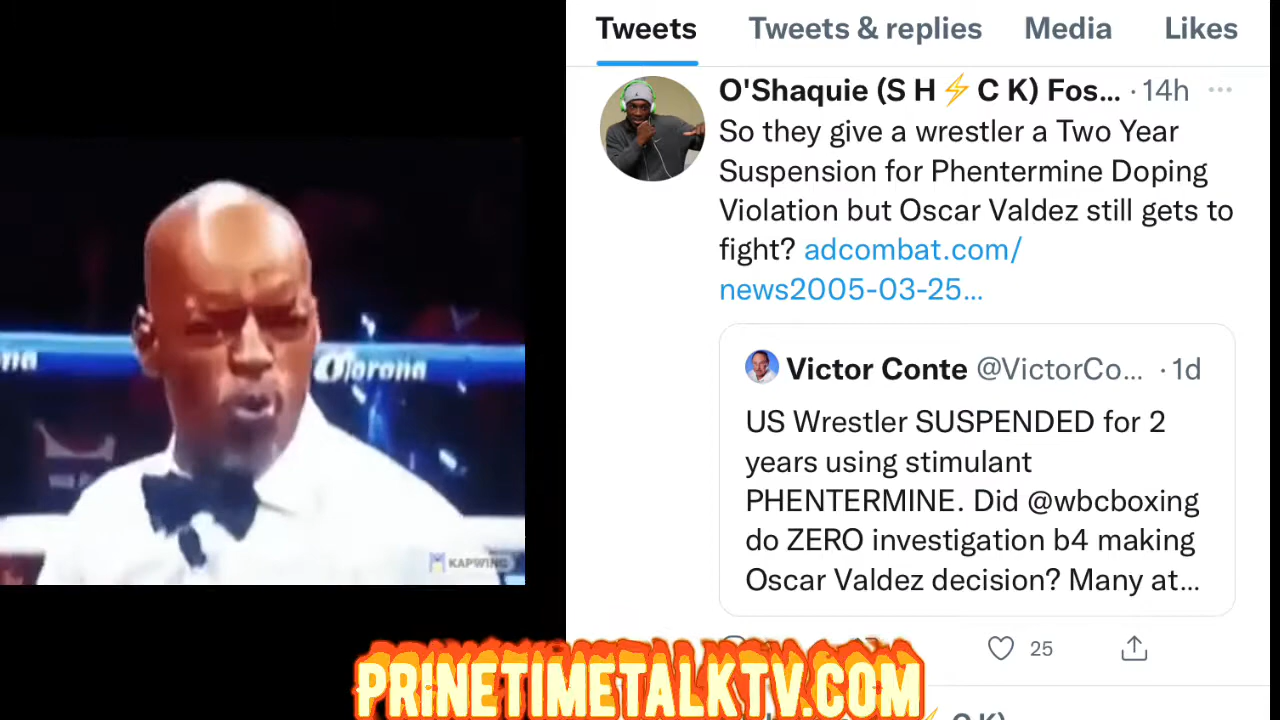 Tweets Tweets & replies Media Likes
O'Shaquie (S H⚡C K) Fos... · 14h ···
So they give a wrestler a Two Year
Suspension for Phentermine Doping
Violation but Oscar Valdez still gets to
fight? adcombat.com/
news2005-03-25...
Victor Conte @VictorCo... · 1d
US Wrestler SUSPENDED for 2
years using stimulant
PHENTERMINE. Did @wbcboxing
do ZERO investigation b4 making
Oscar Valdez decision? Many at...
25
na
Corona
KAPWING
PRINETIMETALKTV.COM